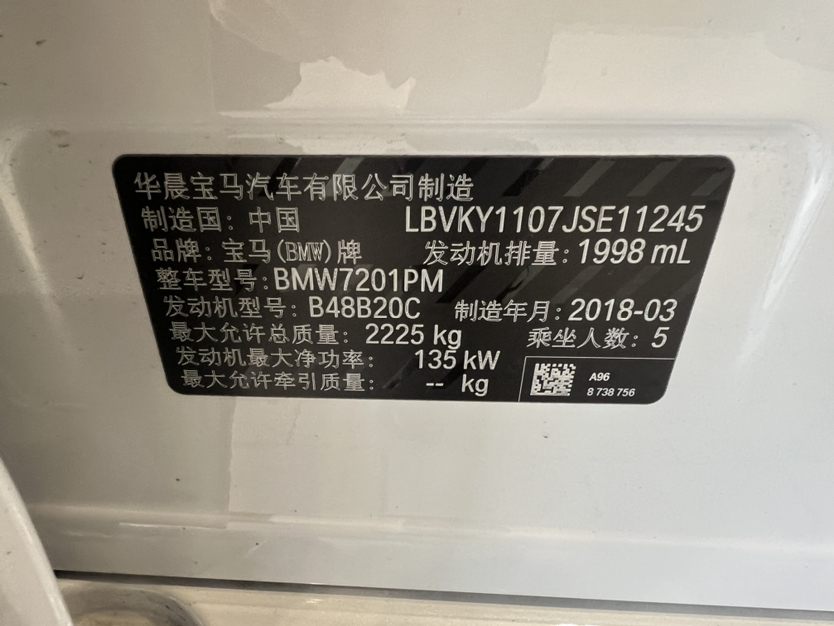 华晨宝马汽车有限公司制造
制造国: 中国 LBVKY1107JSE11245
品牌: 宝马(BMW)牌 发动机排量: 1998 mL
整车型号: BMW7201PM
发动机型号: B48B20C 制造年月: 2018-03
最大允许总质量: 2225 kg 乘坐人数: 5
发动机最大净功率: 135 kW
最大允许牵引质量: -- kg
A96
8 738 756